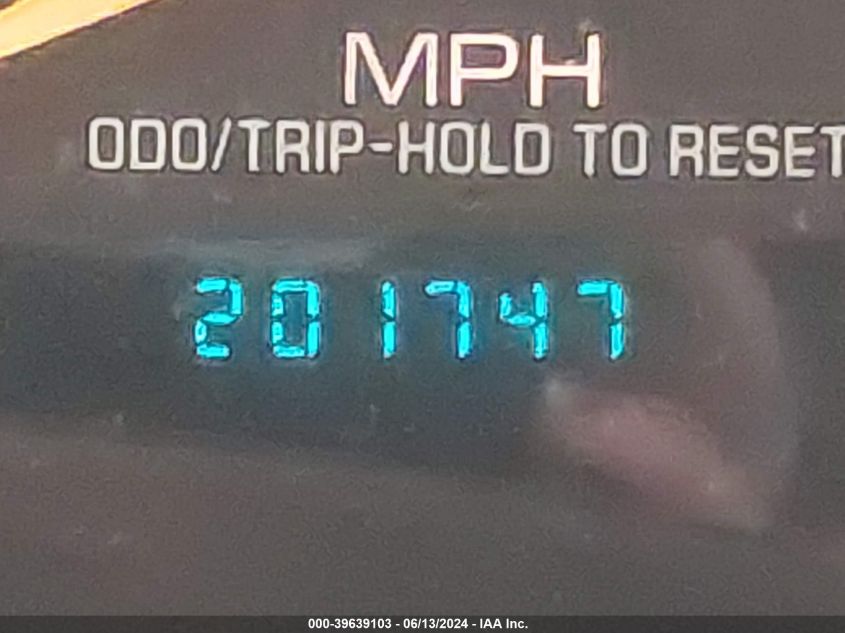 MPH
ODO/TRIP-HOLD TO RESET
201747
000-39639103 - 06/13/2024 - IAA Inc.